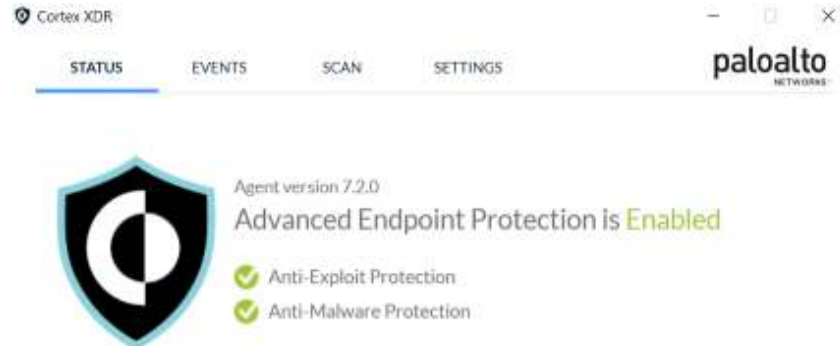 Cortex XDR
STATUS EVENTS SCAN SETTINGS
paloalto
NETWORKS
Agent version 7.2.0
Advanced Endpoint Protection is Enabled
Anti-Exploit Protection
Anti-Malware Protection